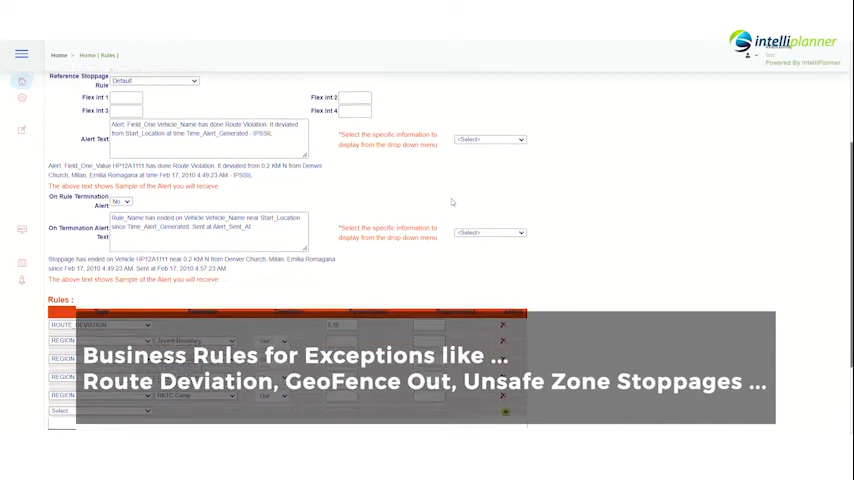 intelliplanner
Home > Home [ Rules ]
Test
Powered By IntelliPlanner
Reference Stoppage
Rule
Default
Flex Int 1
Flex Int 2
Flex Int 3
Flex Int 4
Alert Text
Alert. Field_One Vehicle_Name has done Route Violation. It deviated
from Start_Location at time Time_Alert_Generated - IPSSIL
*Select the specific information to
display from the drop down menu
<Select>
Alert. Field_One_Value HP12A1111 has done Route Violation. It deviated from 0.2 KM N from Denver
Church, Milan, Emilia Romagana at time Feb 17, 2010 4:49:23 AM - IPSSIL
The above text shows Sample of the Alert you will recieve.
On Rule Termination
Alert
No
On Termination Alert
Text
Rule_Name has ended on Vehicle Vehicle_Name near Start_Location
since Time_Alert_Generated. Sent at Alert_Sent_At
*Select the specific information to
display from the drop down menu
<Select>
Stoppage has ended on Vehicle HP12A1111 near 0.2 KM N from Denver Church, Milan, Emilia Romagana
since Feb 17, 2010 4:49:23 AM. Sent at Feb 17, 2010 4:57:23 AM
The above text shows Sample of the Alert you will recieve.
Rules :
Type
ROUTE_DEVIATION
0.16
REGION
Out
REGION
REGION
REGION
Out
Select
Business Rules for Exceptions like ...
Route Deviation, GeoFence Out, Unsafe Zone Stoppages ...